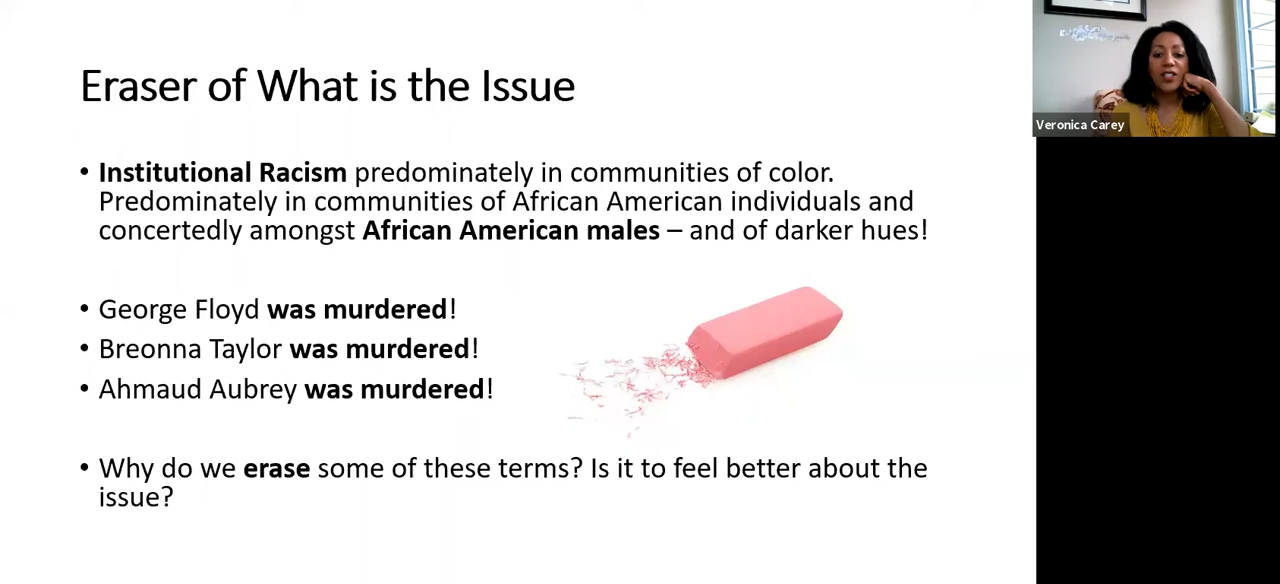 Eraser of What is the Issue
• Institutional Racism predominately in communities of color.
Predominately in communities of African American individuals and
concertedly amongst African American males – and of darker hues!
• George Floyd was murdered!
• Breonna Taylor was murdered!
• Ahmaud Aubrey was murdered!
• Why do we erase some of these terms? Is it to feel better about the
issue?
Veronica Carey